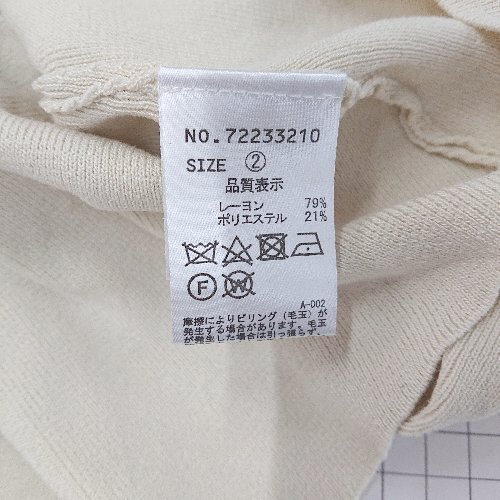 NO.72233210
SIZE ②
品質表示
レーヨン 79%
ポリエステル 21%
F W
A-002
摩擦によりピリング(毛玉)が
発生する場合があります。毛玉
が発生した場合は引っ張らず、